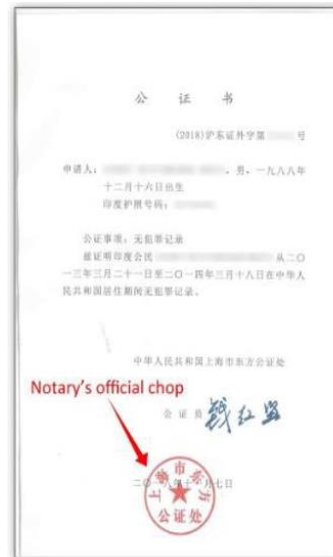 公 证 书
(2018)沪东证外字第 号
申请人: , 男, 一九八八年
十二月十六日出生
印度护照号码:
公证事项: 无犯罪记录
兹证明印度公民 从二〇
一三年三月二十一日至二〇一四年三月十八日在中华人
民共和国居住期间无犯罪记录。
中华人民共和国上海市东方公证处
Notary's official chop
公 证 员
二〇一八年十 月七日
上海市东方
公证处